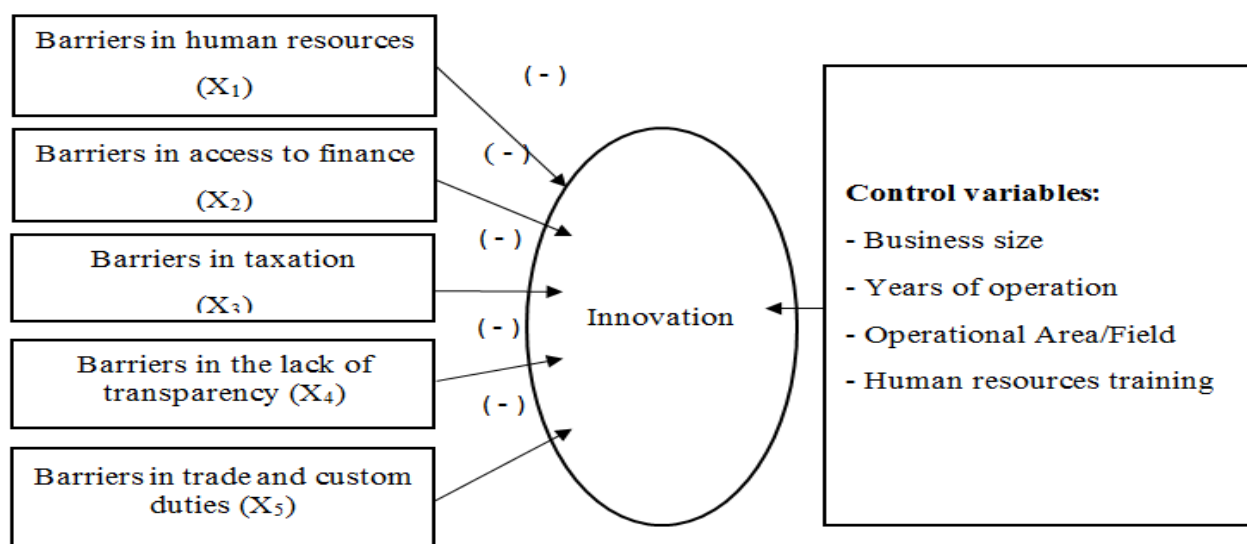 Barriers in human resources
(X₁)
( - )
Barriers in access to finance
(X₂)
( - )
Barriers in taxation
(X₃)
( - )
Barriers in the lack of
transparency (X₄)
( - )
Barriers in trade and custom
duties (X₅)
( - )
Innovation
Control variables:
- Business size
- Years of operation
- Operational Area/Field
- Human resources training